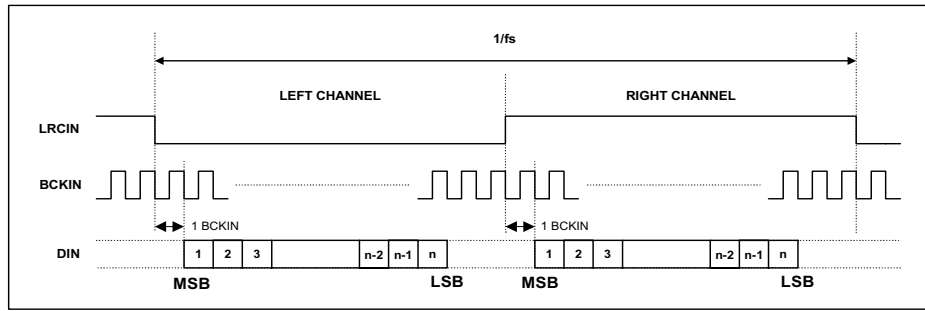 1/fs
LEFT CHANNEL RIGHT CHANNEL
LRCIN
BCKIN
1 BCKIN 1 BCKIN
DIN 1 2 3 n-2 n-1 n 1 2 3 n-2 n-1 n
MSB LSB MSB LSB